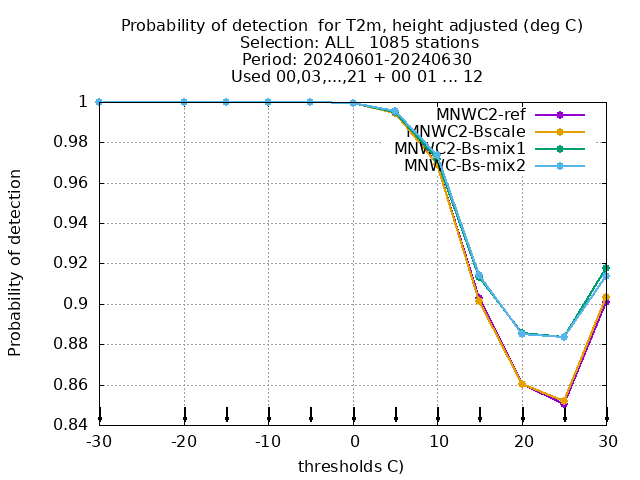 Probability of detection  for T2m, height adjusted (deg C)
Selection: ALL   1085 stations
Period: 20240601-20240630
Used 00,03,...,21 + 00 01 ... 12
MNWC2-ref
MNWC2-Bscale
MNWC2-Bs-mix1
MNWC-Bs-mix2
1
0.98
0.96
0.94
0.92
0.9
0.88
0.86
0.84
Probability of detection
-30 -20 -10 0 10 20 30
thresholds C)